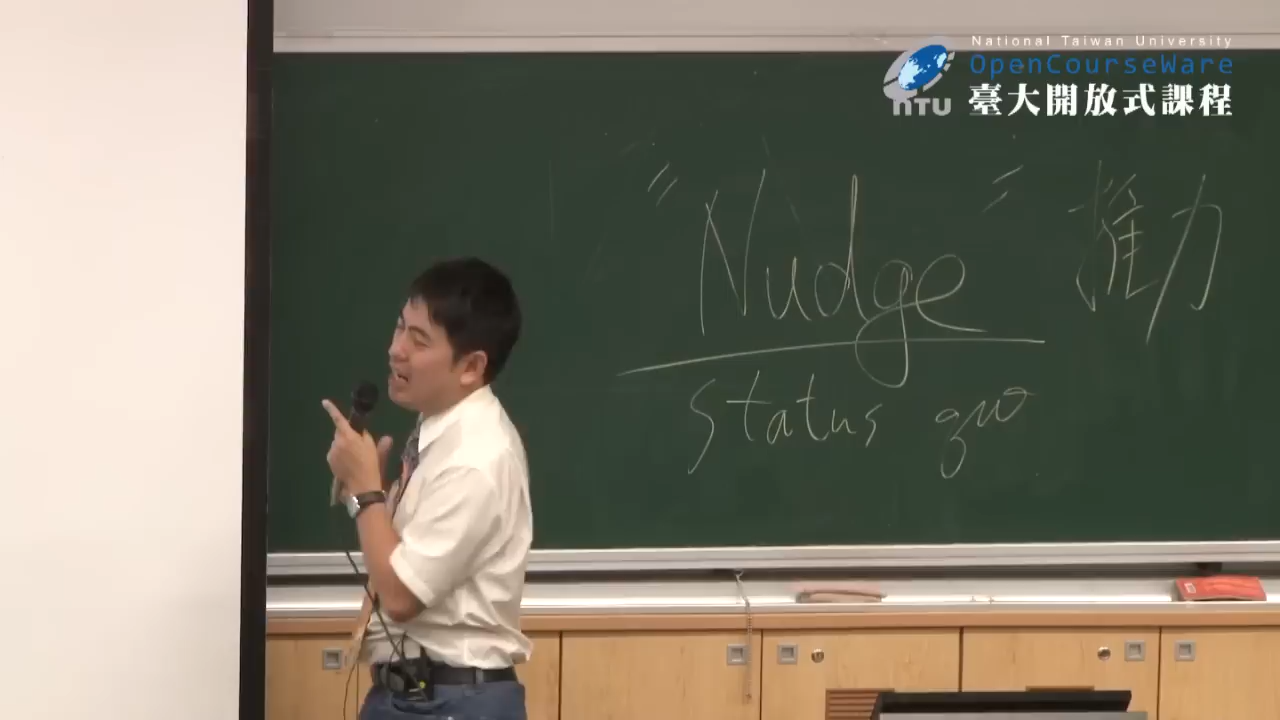 National Taiwan University
OpenCourseWare
NTU 臺大開放式課程
"Nudge" 推力
status quo